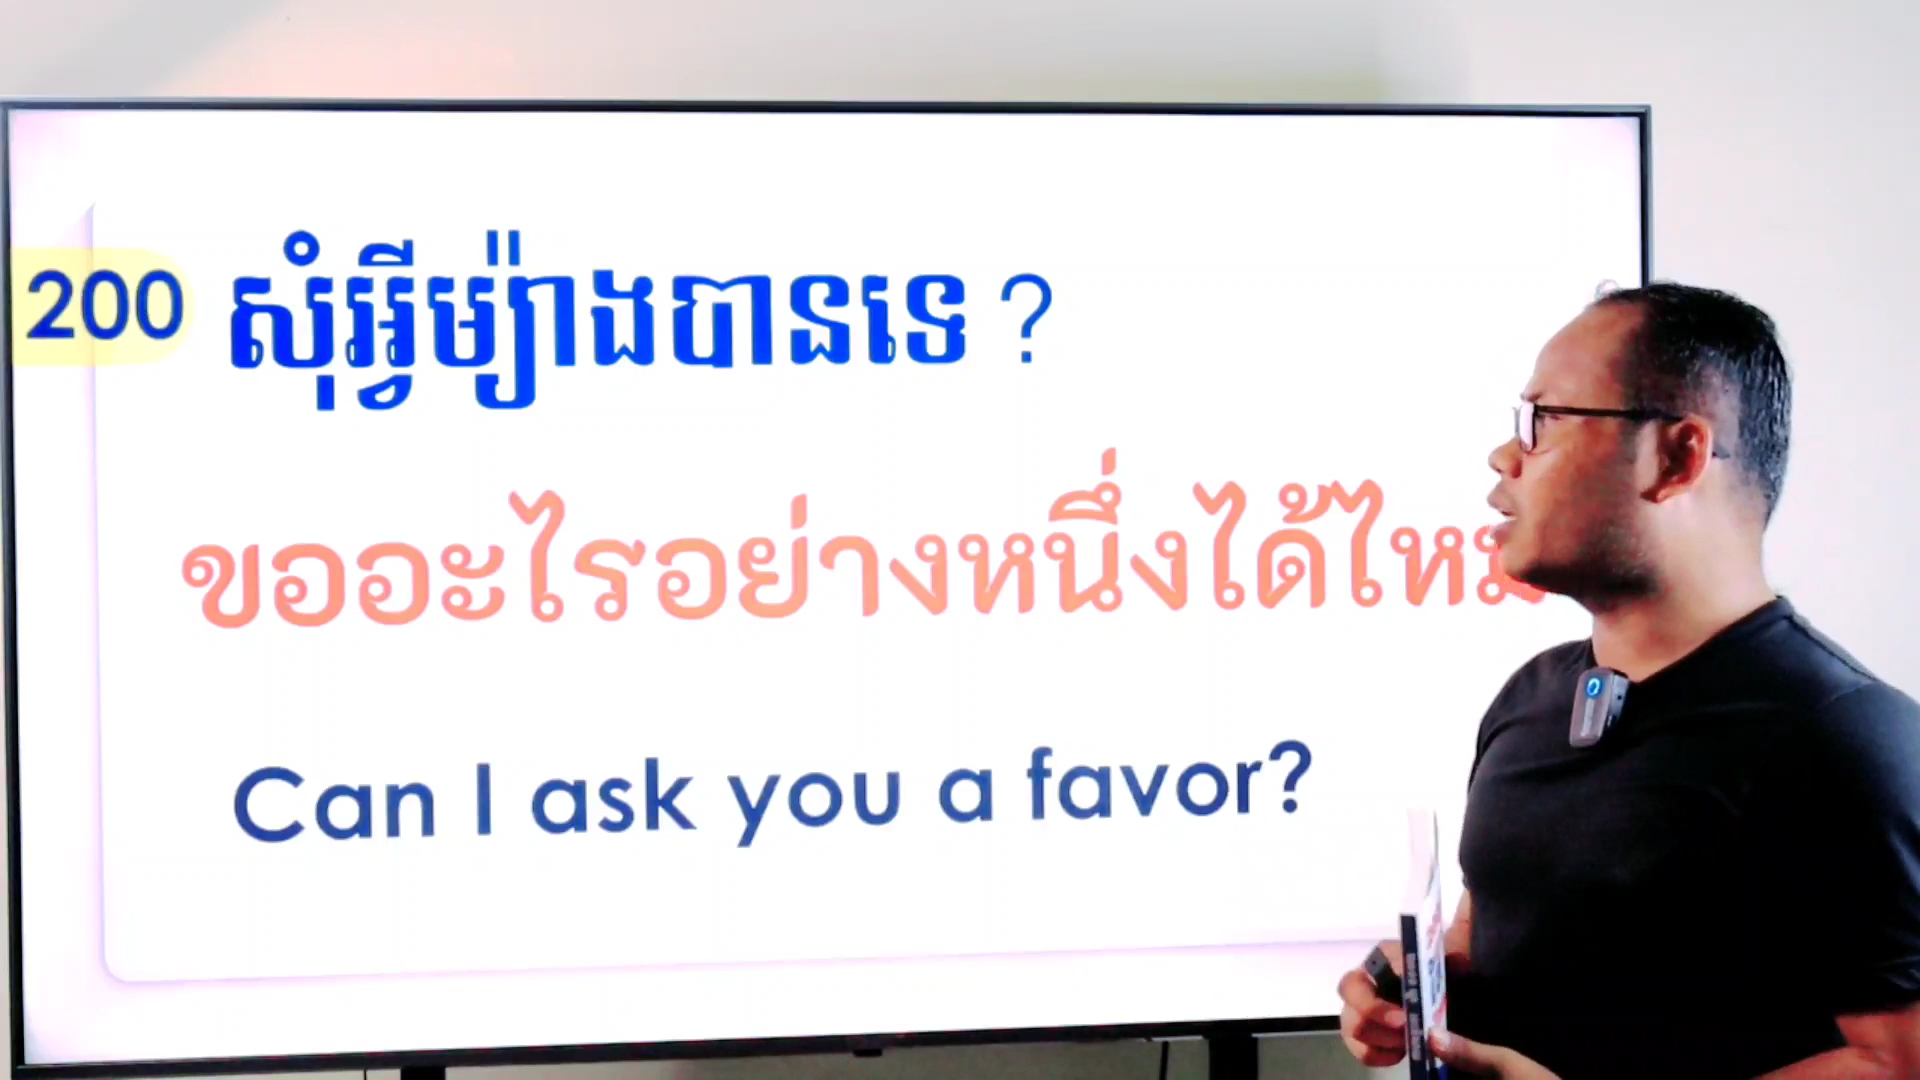 200 សុំអ្វីម្យ៉ាងបានទេ ?
ขออะไรอย่างหนึ่งได้ไหม
Can I ask you a favor?